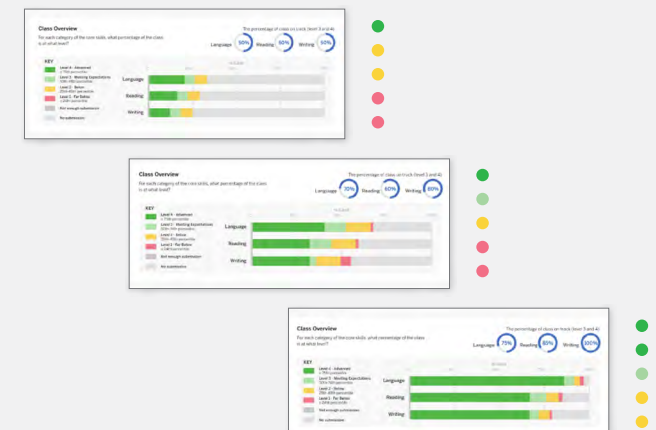 Class Overview
For each category of the core skills, what percentage of the class
is at what level?
The percentage of class on track (level 3 and 4)
Language 50% Reading 50% Writing 50%
KEY
Level 4 - Advanced
Level 3 - Meeting Expectations
Level 2 - Below
Level 1 - Far Below
Not enough submission
No submission
Language
Reading
Writing
Class Overview
For each category of the core skills, what percentage of the class
is at what level?
The percentage of class on track (level 3 and 4)
Language 70% Reading 60% Writing 80%
KEY
Level 4 - Advanced
Level 3 - Meeting Expectations
Level 2 - Below
Level 1 - Far Below
Not enough submission
No submission
Language
Reading
Writing
Class Overview
For each category of the core skills, what percentage of the class
is at what level?
The percentage of class on track (level 3 and 4)
Language 75% Reading Writing 100%
KEY
Level 4 - Advanced
Level 3 - Meeting Expectations
Level 2 - Below
Level 1 - Far Below
Not enough submission
No submission
Language
Reading
Writing